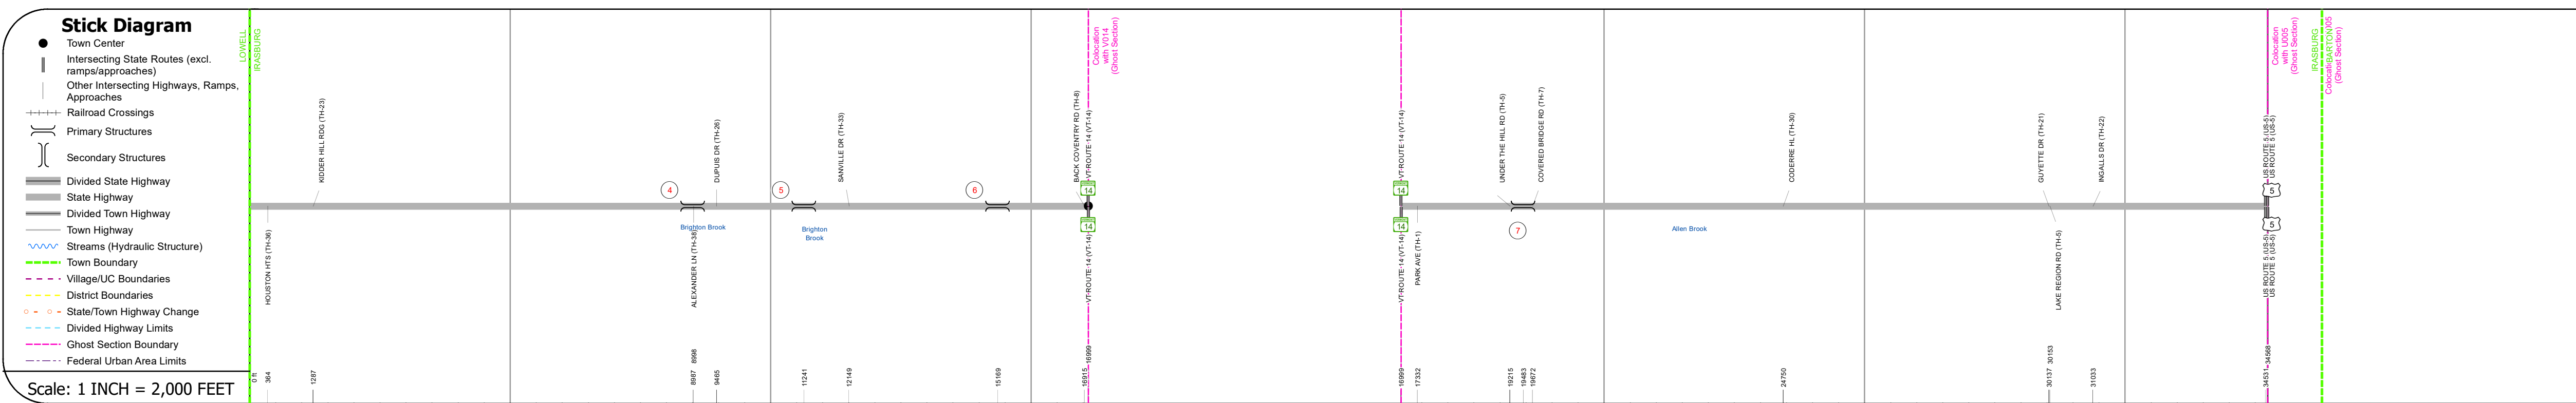 Stick Diagram
Town Center
Intersecting State Routes (excl.
ramps/approaches)
Other Intersecting Highways, Ramps,
Approaches
Railroad Crossings
Primary Structures
Secondary Structures
Divided State Highway
State Highway
Divided Town Highway
Town Highway
Streams (Hydraulic Structure)
Town Boundary
Village/UC Boundaries
District Boundaries
State/Town Highway Change
Divided Highway Limits
Ghost Section Boundary
Federal Urban Area Limits
Scale: 1 INCH = 2,000 FEET
LOWELL
IRASBURG
HOUSTON HTS (TH-36)
KIDDER HILL RDG (TH-23)
4
Brighton Brook
ALEXANDER LN (TH-38)
DUPUIS DR (TH-26)
5
Brighton
Brook
SANVILLE DR (TH-33)
6
BACK COVENTRY RD (TH-8)
VT-ROUTE-14 (VT-14)
Colocation
with V014
(Ghost Section)
14
14
VT-ROUTE-14 (VT-14)
VT-ROUTE-14 (VT-14)
14
14
VT-ROUTE-14 (VT-14)
PARK AVE (TH-1)
UNDER THE HILL RD (TH-5)
7
COVERED BRIDGE RD (TH-7)
Allen Brook
CODERRE HL (TH-30)
GUYETTE DR (TH-21)
LAKE REGION RD (TH-5)
INGALLS DR (TH-22)
US ROUTE 5 (US-5)
US ROUTE 5 (US-5)
5
5
US ROUTE 5 (US-5)
US ROUTE 5 (US-5)
Colocation
with U005
(Ghost Section)
IRASBURG
BARTON
(Ghost Section)
0 ft
364
1287
8987
8998
9465
11241
12149
15169
16915
16999
16999
17332
19215
19483
19672
24750
30137
30153
31033
34531
34568